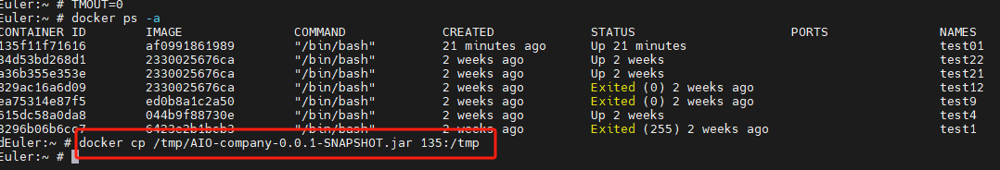 Euler:~ # TMOUT=0
Euler:~ # docker ps -a
CONTAINER ID IMAGE COMMAND CREATED STATUS PORTS NAMES
135f11f71616 af0991861989 "/bin/bash" 21 minutes ago Up 21 minutes test01
34d53bd268d1 2330025676ca "/bin/bash" 2 weeks ago Up 2 weeks test22
a36b355e353e 2330025676ca "/bin/bash" 2 weeks ago Up 2 weeks test21
829ac16a6d09 2330025676ca "/bin/bash" 2 weeks ago Exited (0) 2 weeks ago test12
ea75314e87f5 ed0b8a1c2a50 "/bin/bash" 2 weeks ago Exited (0) 2 weeks ago test9
615dc58a0da8 044b9f88730e "/bin/bash" 2 weeks ago Up 2 weeks test4
"/bin/bash" 2 weeks ago Exited (255) 2 weeks ago test1
dEuler:~ # docker cp /tmp/AIO-company-0.0.1-SNAPSHOT.jar 135:/tmp
Euler:~ #